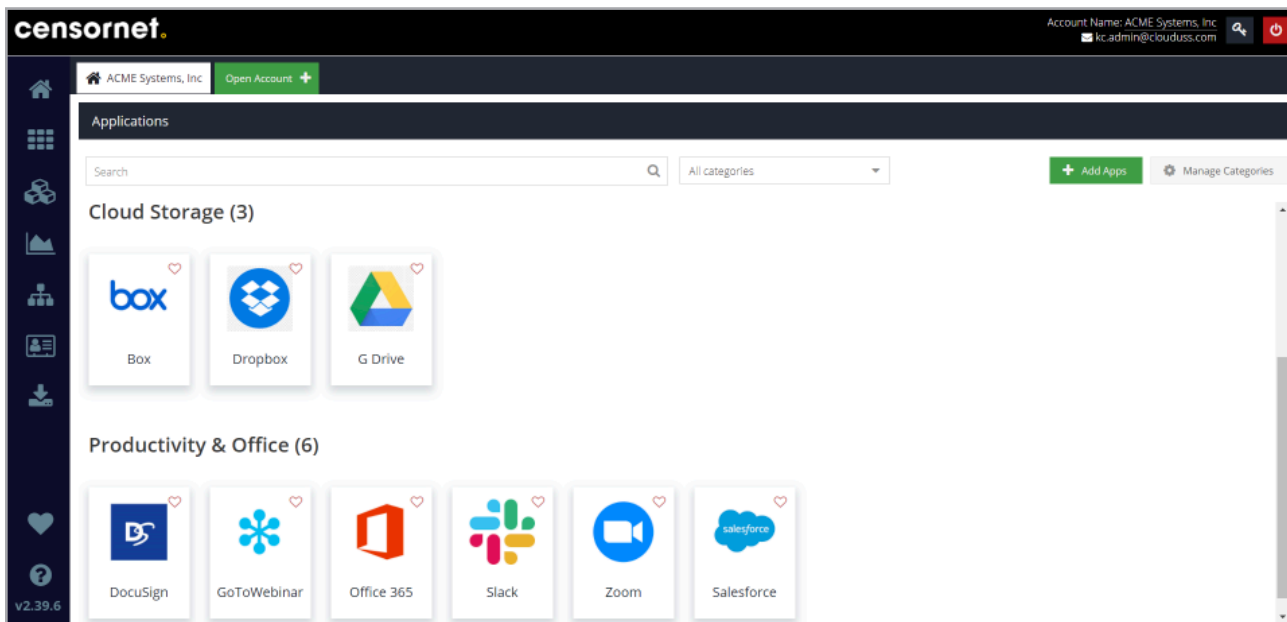 censornet.
Account Name: ACME Systems, Inc
kc.admin@clouduss.com
ACME Systems, Inc
Open Account
Applications
Search
All categories
Add Apps
Manage Categories
Cloud Storage (3)
box
Box
Dropbox
G Drive
Productivity & Office (6)
DS
salesforce
DocuSign
GoToWebinar
Office 365
Slack
Zoom
Salesforce
v2.39.6